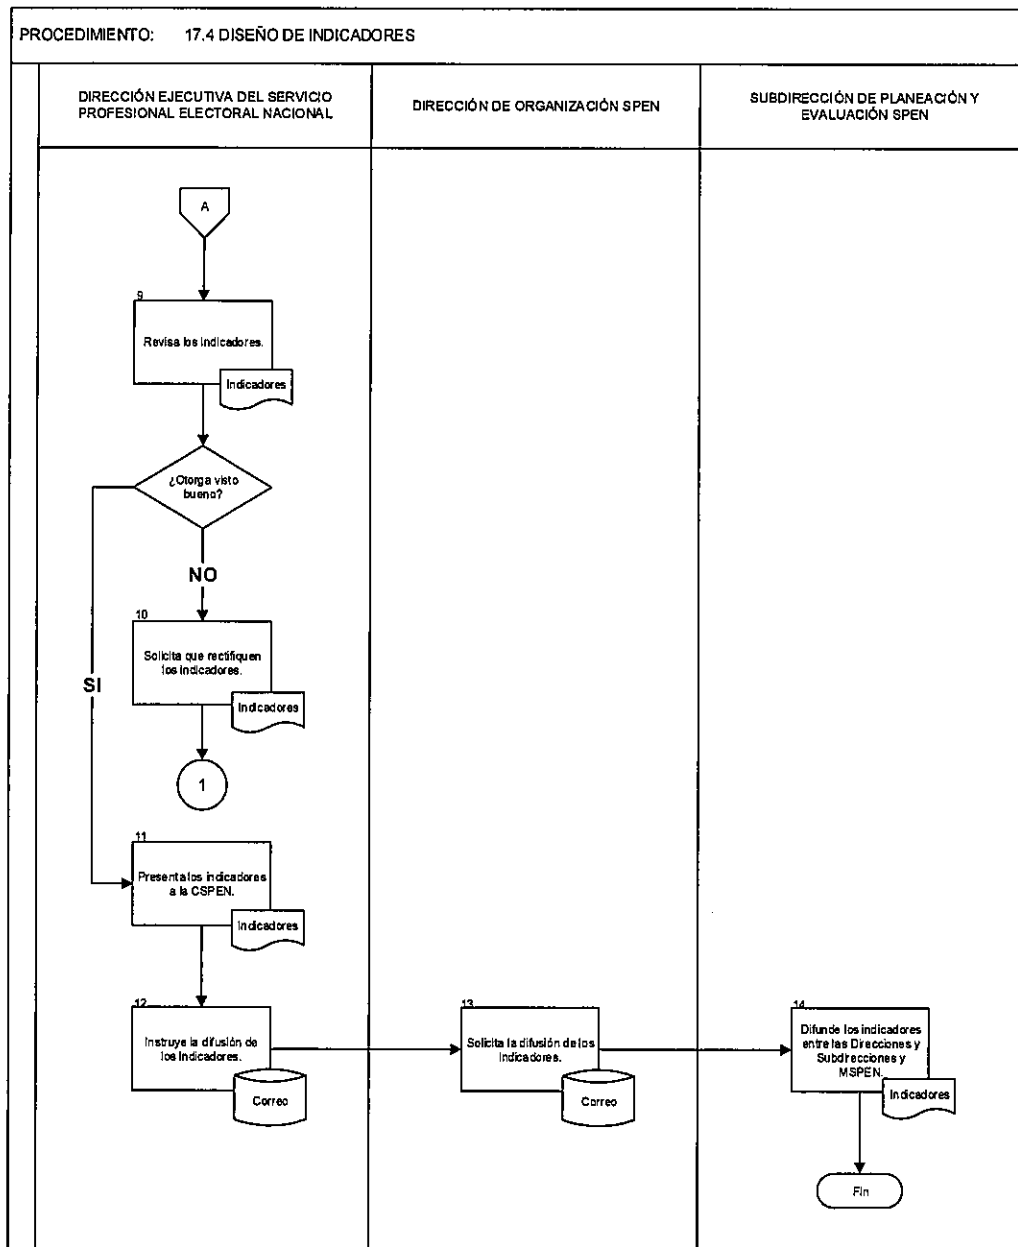 PROCEDIMIENTO: 17.4 DISEÑO DE INDICADORES
DIRECCIÓN EJECUTIVA DEL SERVICIO
PROFESIONAL ELECTORAL NACIONAL
DIRECCIÓN DE ORGANIZACIÓN SPEN
SUBDIRECCIÓN DE PLANEACIÓN Y
EVALUACIÓN SPEN
A
9
Revisa los indicadores.
Indicadores
¿Otorga visto
bueno?
NO
SI
10
Solicita que rectifiquen
los indicadores.
Indicadores
1
11
Presenta los indicadores
a la CSPEN.
Indicadores
12
Instruye la difusión de
los Indicadores.
Correo
13
Solicita la difusión de los
Indicadores.
Correo
14
Difunde los indicadores
entre las Direcciones y
Subdirecciones y
MSPEN.
Indicadores
Fin